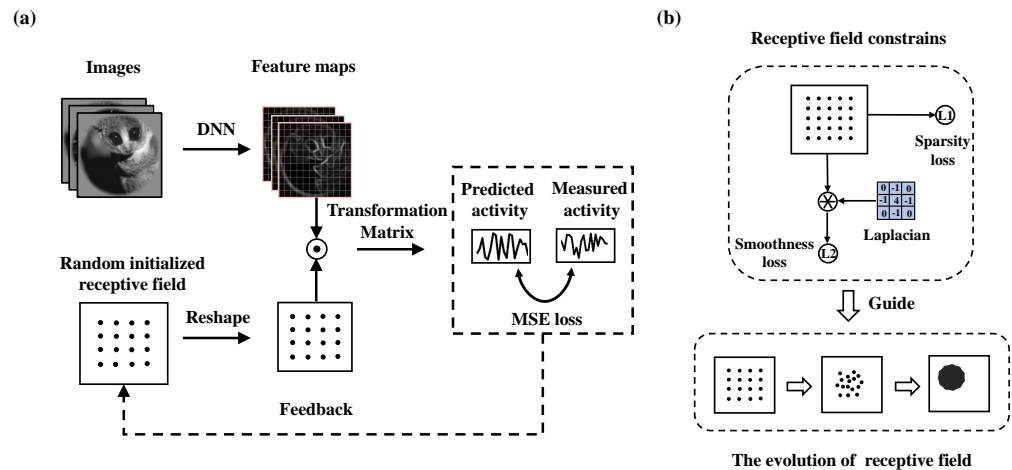 (a)
Images
Feature maps
DNN
Transformation
Matrix
Predicted
activity
Measured
activity
MSE loss
Random initialized
receptive field
Reshape
Feedback
(b)
Receptive field constrains
L1
Sparsity
loss
0 -1 0
-1 4 -1
0 -1 0
Laplacian
Smoothness
loss
L2
Guide
The evolution of receptive field